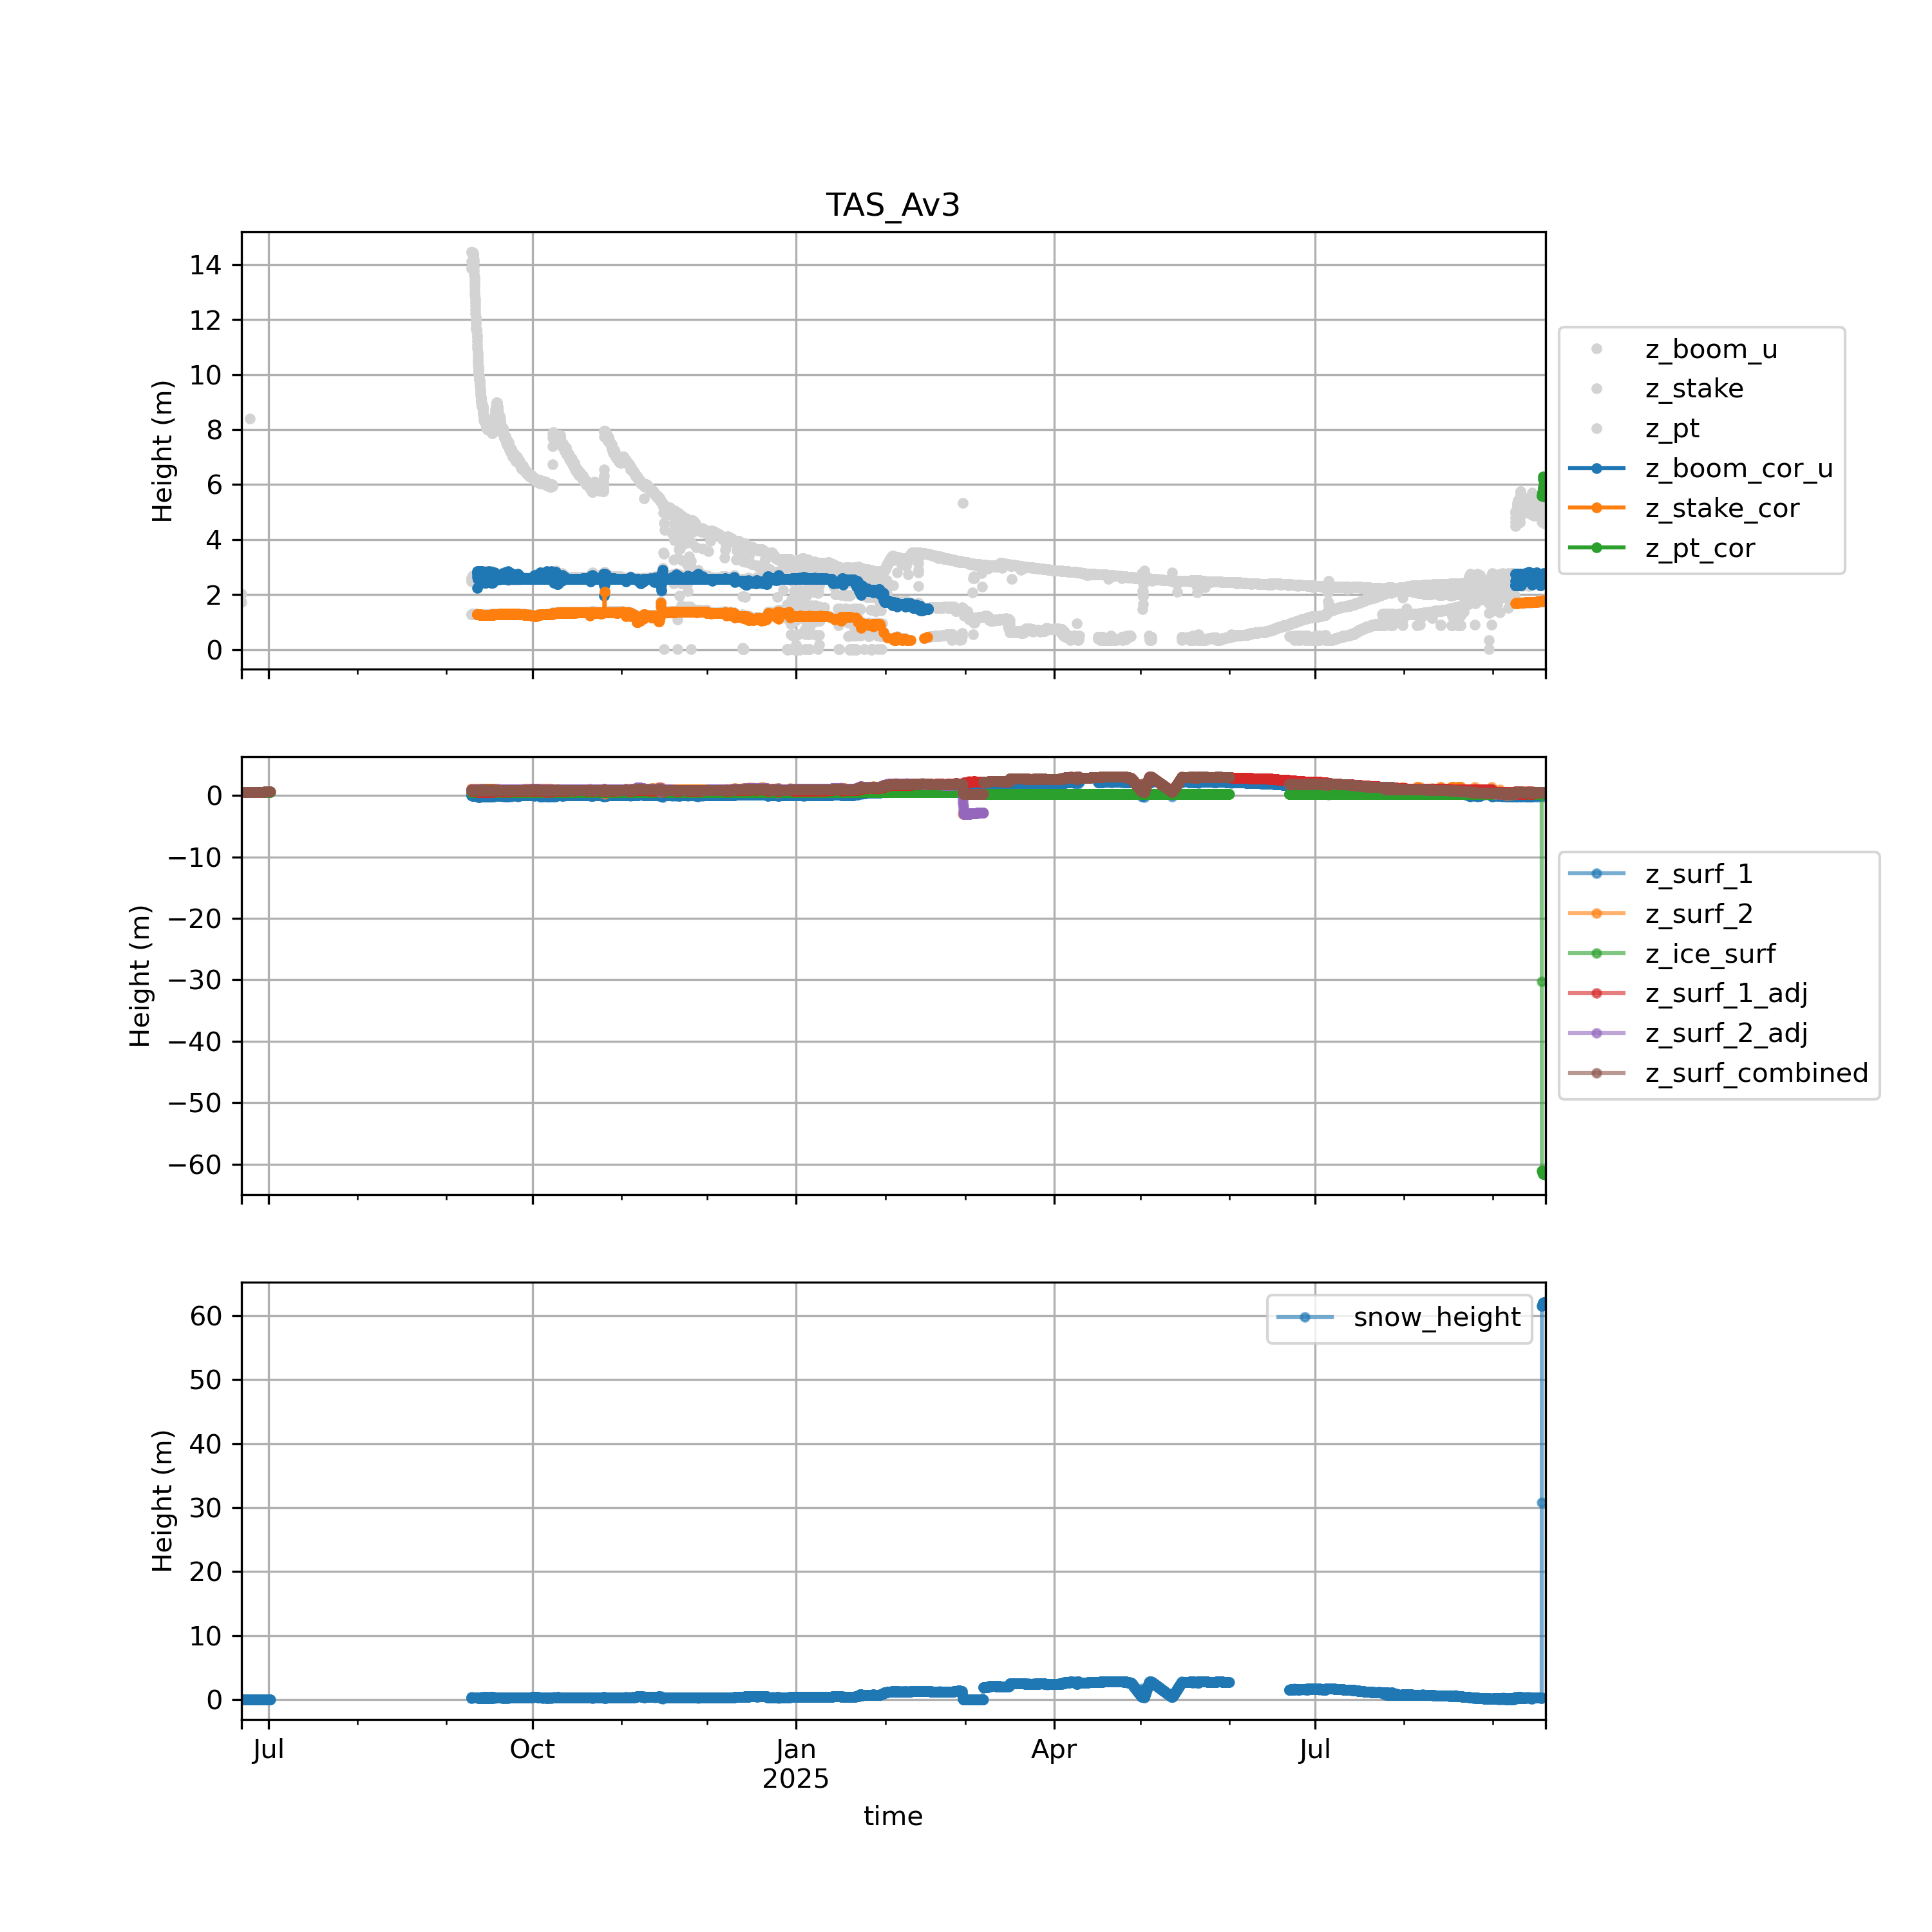 TAS_Av3
Height (m)
14
12
10
8
6
4
2
0
z_boom_u
z_stake
z_pt
z_boom_cor_u
z_stake_cor
z_pt_cor
Height (m)
0
−10
−20
−30
−40
−50
−60
z_surf_1
z_surf_2
z_ice_surf
z_surf_1_adj
z_surf_2_adj
z_surf_combined
Height (m)
60
50
40
30
20
10
0
snow_height
Jul Oct Jan Apr Jul
2025
time